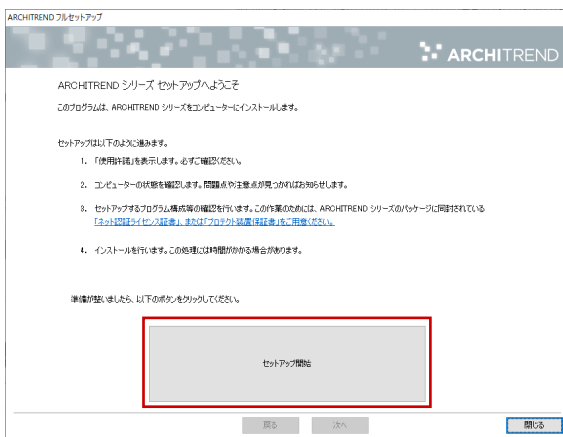 ARCHITREND フルセットアップ
ARCHITREND
ARCHITREND シリーズ セットアップへようこそ
このプログラムは、ARCHITREND シリーズをコンピューターにインストールします。
セットアップは以下のように進みます。
1. 「使用許諾」を表示します。必ずご確認ください。
2. コンピューターの状態を確認します。問題点や注意点が見つかればお知らせします。
3. セットアップするプログラム構成等の確認を行います。この作業のためには、ARCHITREND シリーズのパッケージに同封されている
「ネット認証ライセンス証書」、または「プロテクト装置保証書」をご用意ください。
4. インストールを行います。この処理には時間がかかる場合があります。
準備が整いましたら、以下のボタンをクリックしてください。
セットアップ開始
戻る 次へ 閉じる